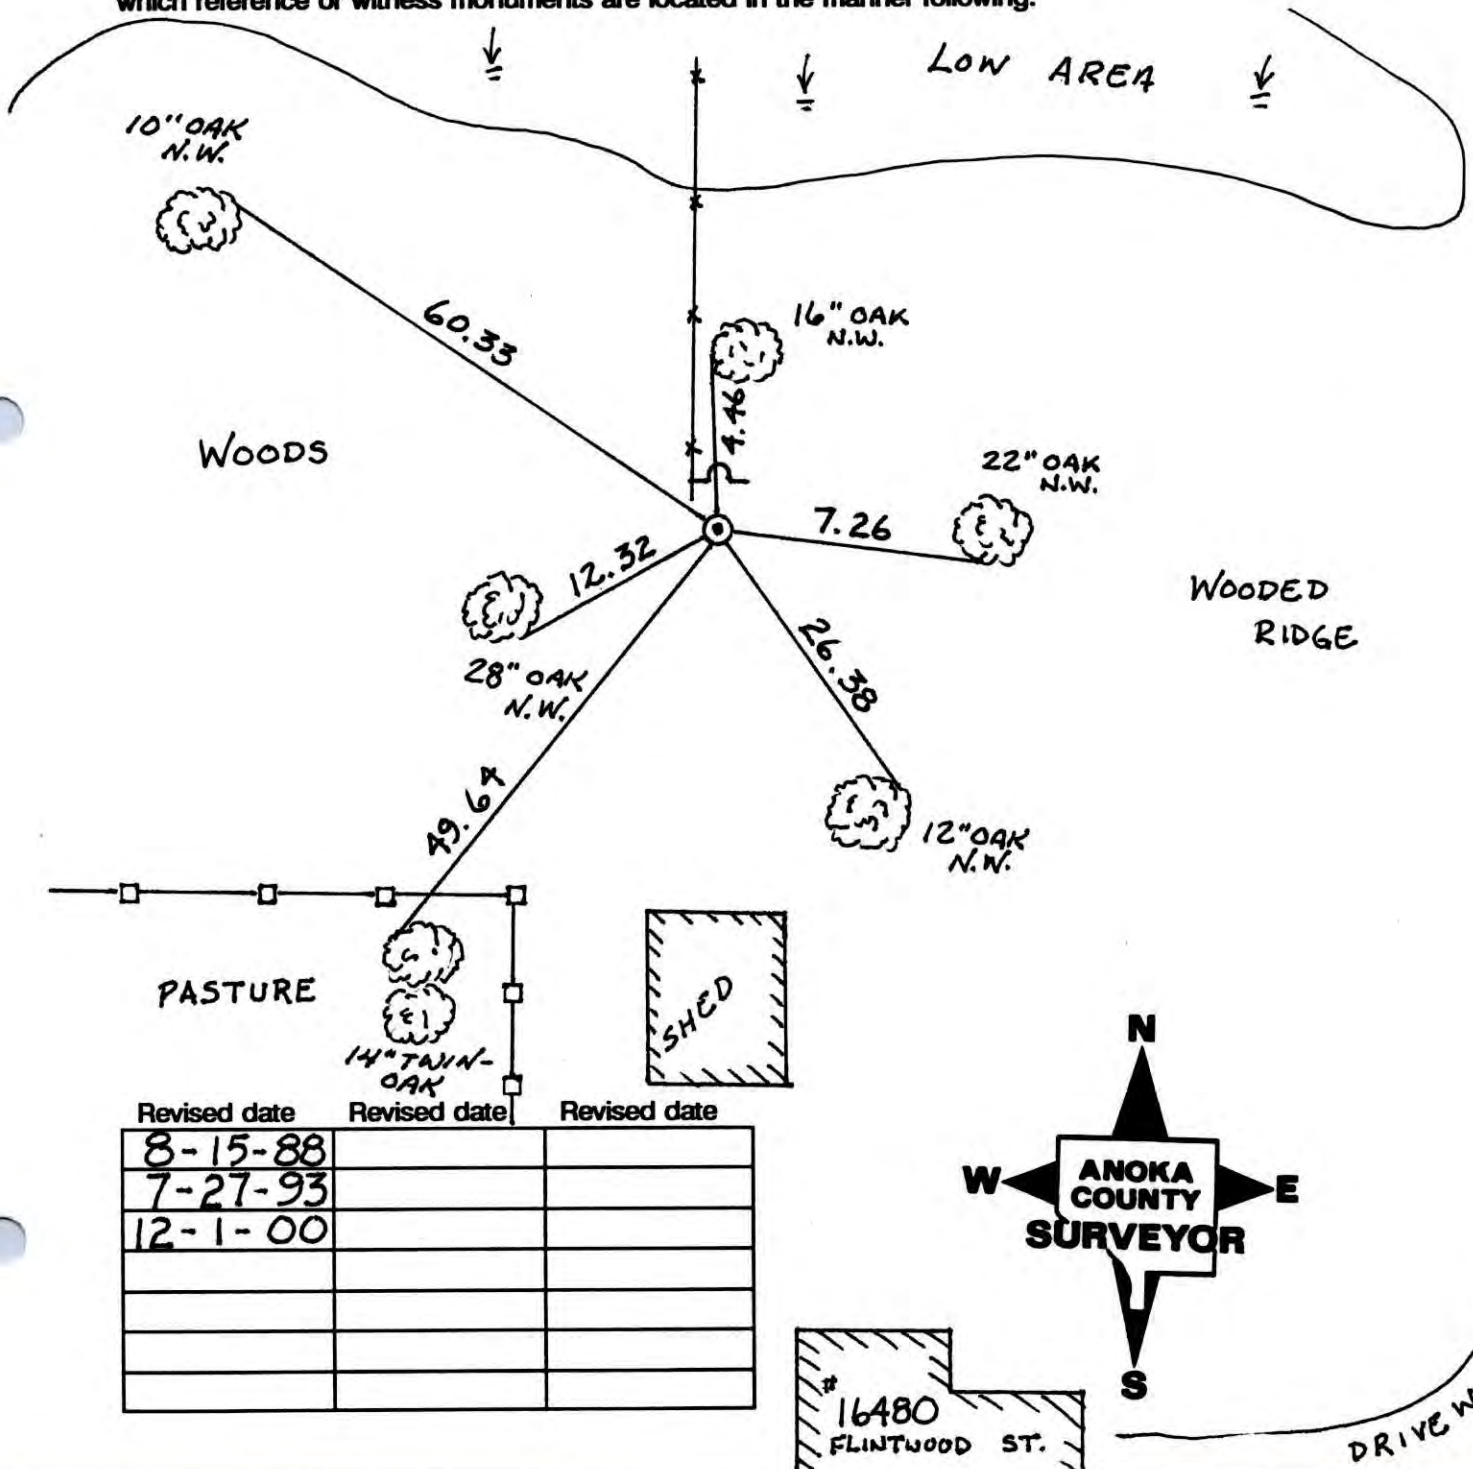 which reference or witness monuments are located in the manner following:
LOW AREA
10" OAK
N.W.
60.33
16" OAK
N.W.
4.46
WOODS
22" OAK
N.W.
7.26
12.32
WOODED
RIDGE
28" OAK
N.W.
26.38
49.64
12" OAK
N.W.
PASTURE
SHED
14" TWIN-
OAK
N
Revised date Revised date Revised date
8-15-88
7-27-93
12-1-00
W
ANOKA
COUNTY
SURVEYOR
E
S
#
16480
FLINTWOOD ST.
DRIVEW